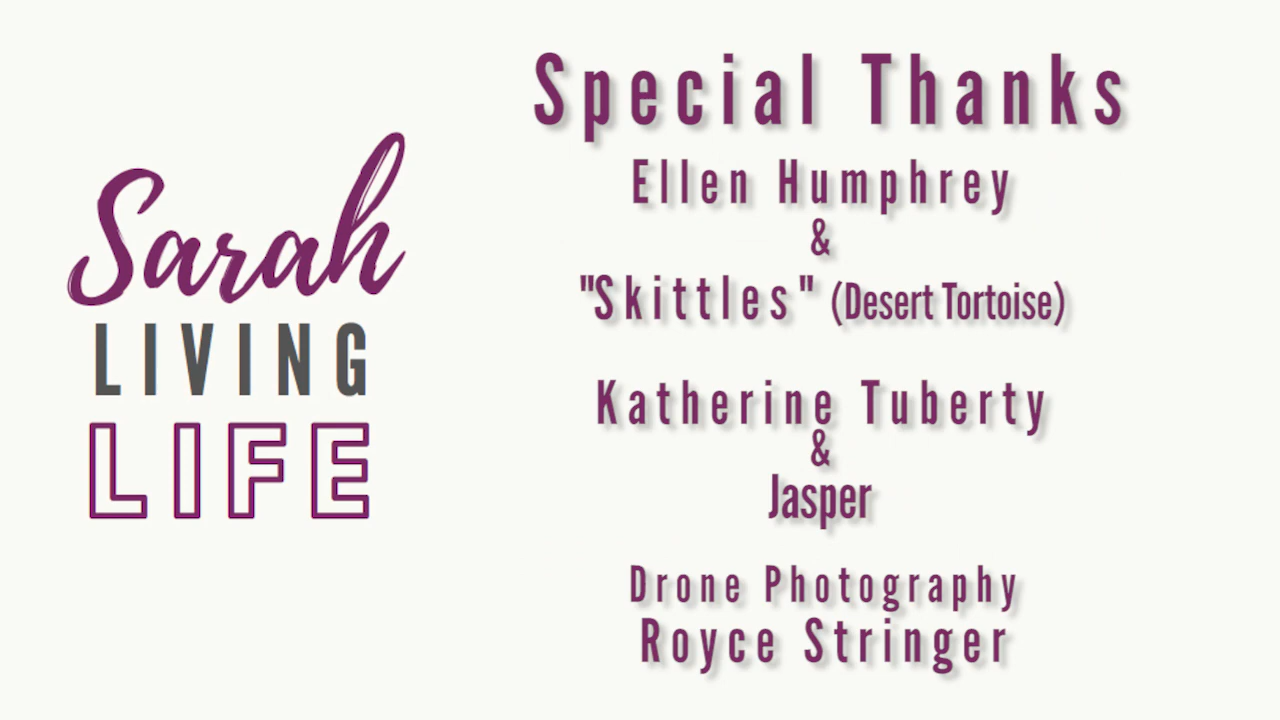 Sarah
LIVING
LIFE
Special Thanks
Ellen Humphrey
&
"Skittles" (Desert Tortoise)
Katherine Tuberty
&
Jasper
Drone Photography
Royce Stringer